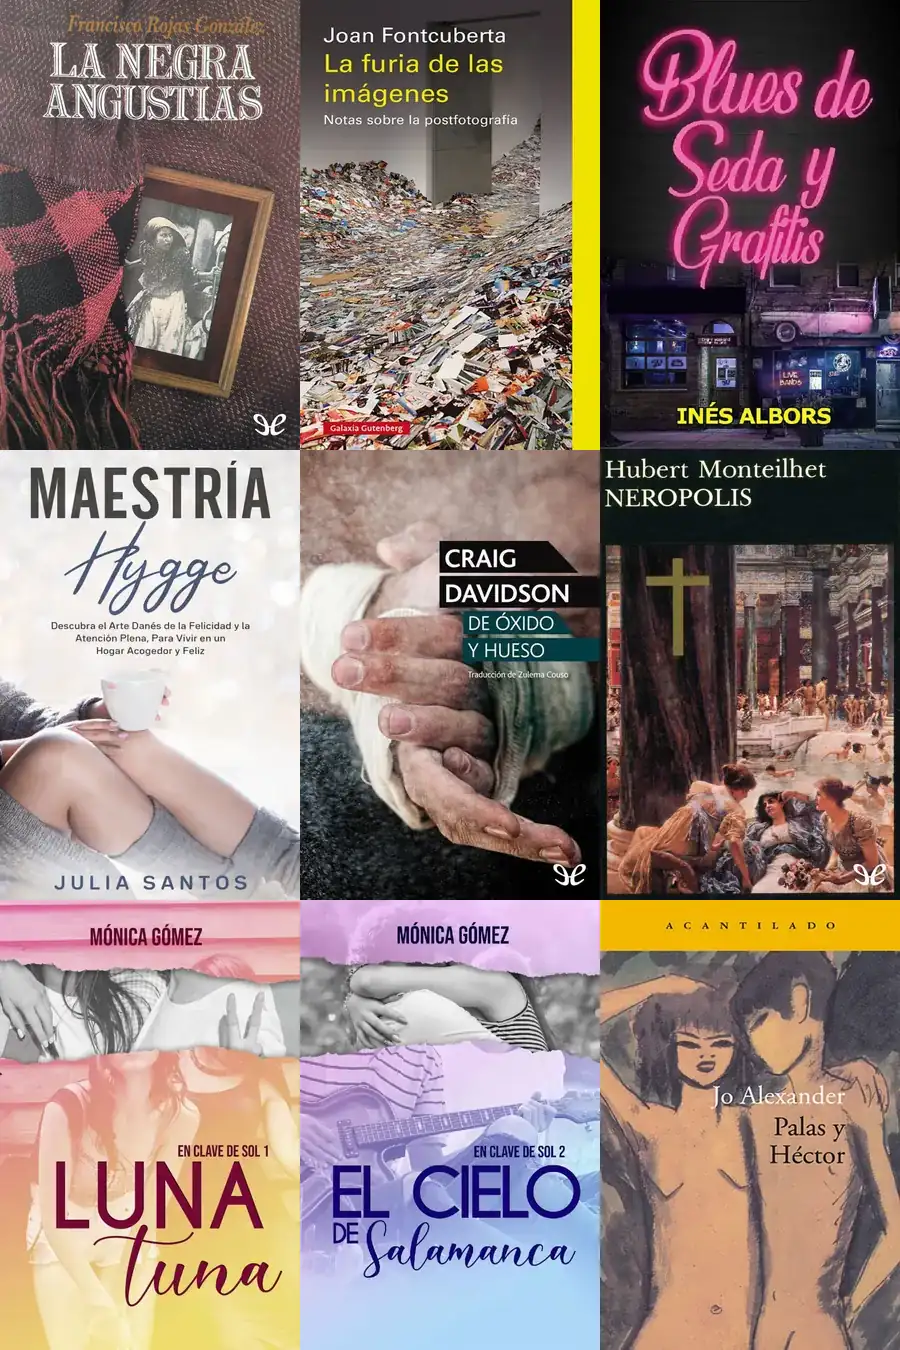 Francisco Rojas González
LA NEGRA
ANGUSTIAS
Joan Fontcuberta
La furia de las
imágenes
Notas sobre la postfotografía
Galaxia Gutenberg
Blues de
Seda y
Grafitis
LIVE
BANDS
INÉS ALBORS
MAESTRÍA
Hygge
Descubra el Arte Danés de la Felicidad y la
Atención Plena, Para Vivir en un
Hogar Acogedor y Feliz
JULIA SANTOS
CRAIG
DAVIDSON
DE ÓXIDO
Y HUESO
Traducción de Zulema Couso
Hubert Monteilhet
NEROPOLIS
MÓNICA GÓMEZ
EN CLAVE DE SOL 1
LUNA
tuna
MÓNICA GÓMEZ
EN CLAVE DE SOL 2
EL CIELO
DE Salamanca
ACANTILADO
Jo Alexander
Palas y
Héctor